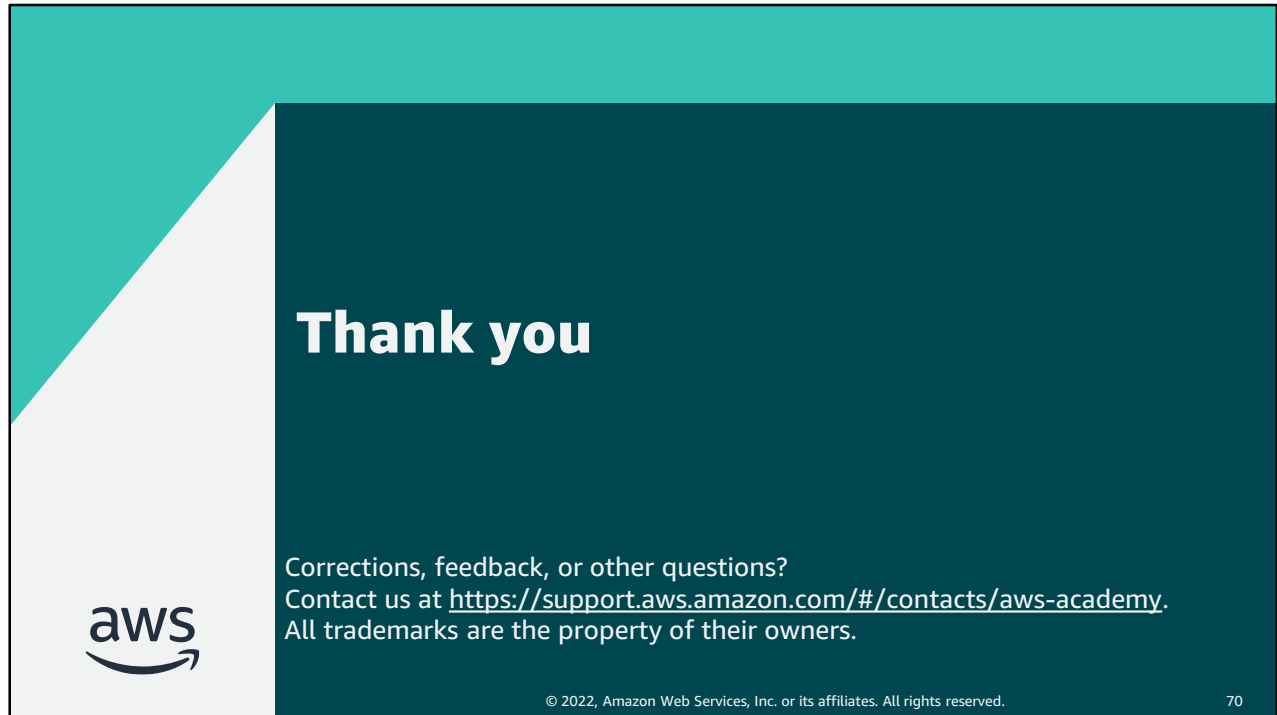 Thank you
Corrections, feedback, or other questions?
Contact us at https://support.aws.amazon.com/#/contacts/aws-academy.
All trademarks are the property of their owners.
aws
© 2022, Amazon Web Services, Inc. or its affiliates. All rights reserved.
70